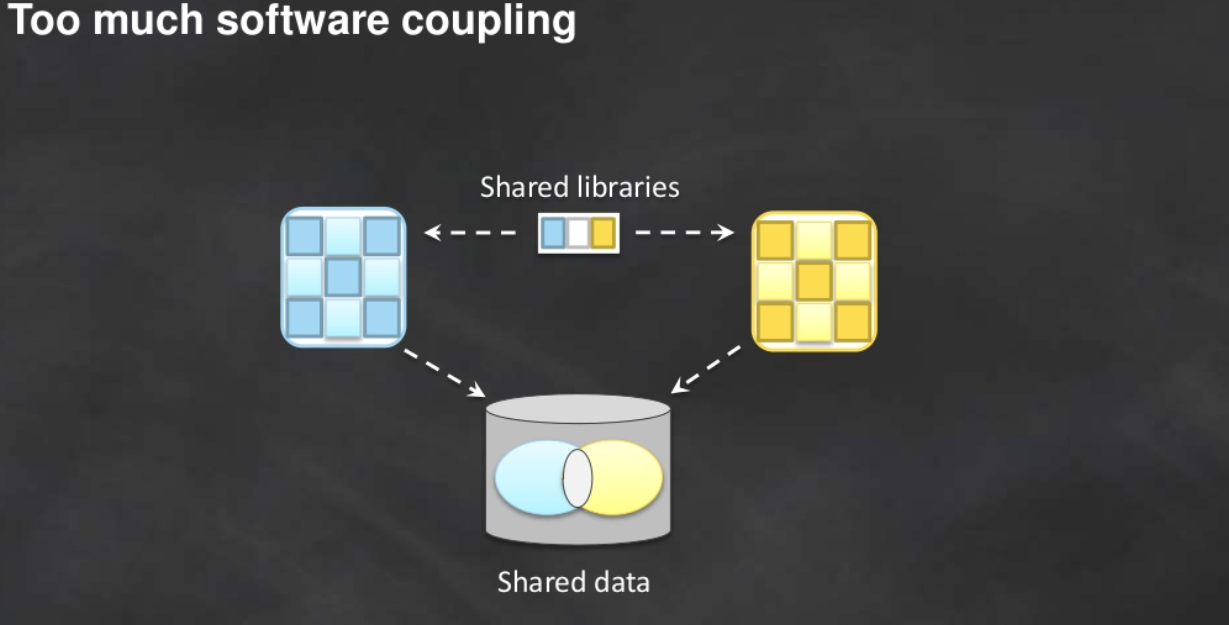 Too much software coupling
Shared libraries
Shared data